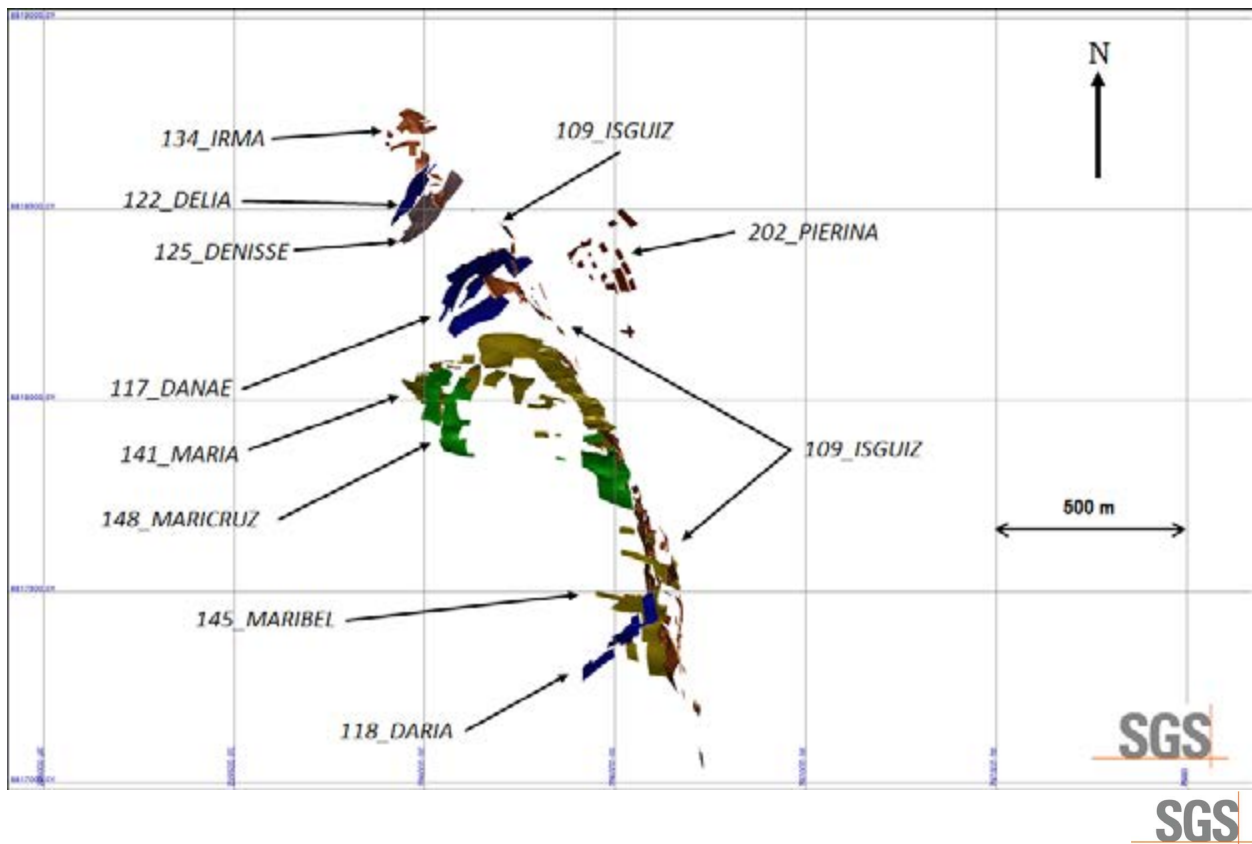 N
134_IRMA
109_ISGUIZ
122_DELIA
202_PIERINA
125_DENISSE
117_DANAE
141_MARIA
109_ISGUIZ
148_MARICRUZ
500 m
145_MARIBEL
118_DARIA
SGS
SGS